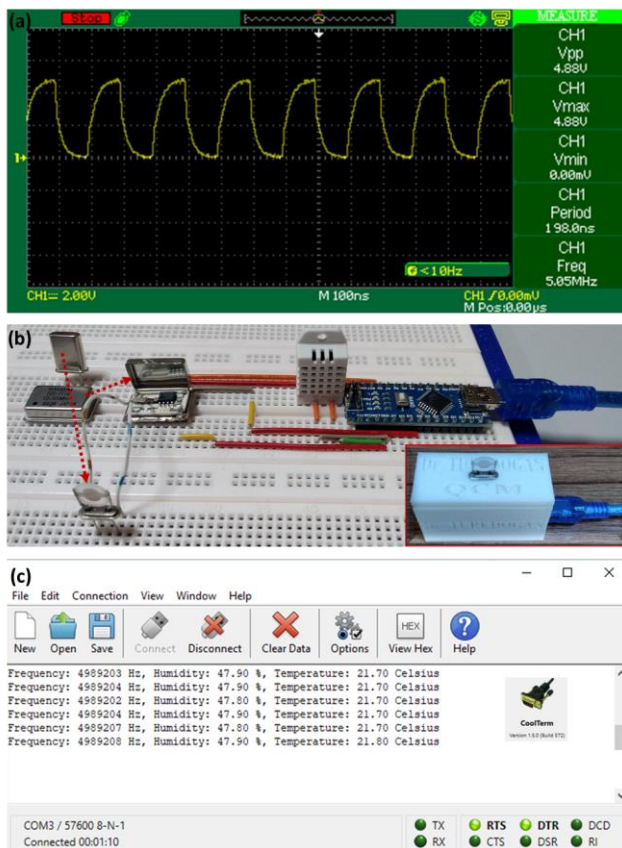 (a)
Stop
MEASURE
CH1
Vpp
4.88V
CH1
Vmax
4.88V
CH1
Vmin
0.00mV
CH1
Period
198.0ns
CH1
Freq
5.05MHz
1
<10Hz
CH1= 2.00V
M 100ns
CH1 / 0.00mV
M Pos:0.00μs
(b)
QCM
(c)
File Edit Connection View Window Help
New Open Save Connect Disconnect Clear Data Options View Hex Help
HEX
Frequency: 4989203 Hz, Humidity: 47.90 %, Temperature: 21.70 Celsius
Frequency: 4989204 Hz, Humidity: 47.90 %, Temperature: 21.70 Celsius
Frequency: 4989202 Hz, Humidity: 47.80 %, Temperature: 21.70 Celsius
Frequency: 4989204 Hz, Humidity: 47.90 %, Temperature: 21.70 Celsius
Frequency: 4989207 Hz, Humidity: 47.80 %, Temperature: 21.70 Celsius
Frequency: 4989208 Hz, Humidity: 47.90 %, Temperature: 21.80 Celsius
CoolTerm
COM3 / 57600 8-N-1
Connected 00:01:10
TX RTS DTR DCD
RX CTS DSR RI